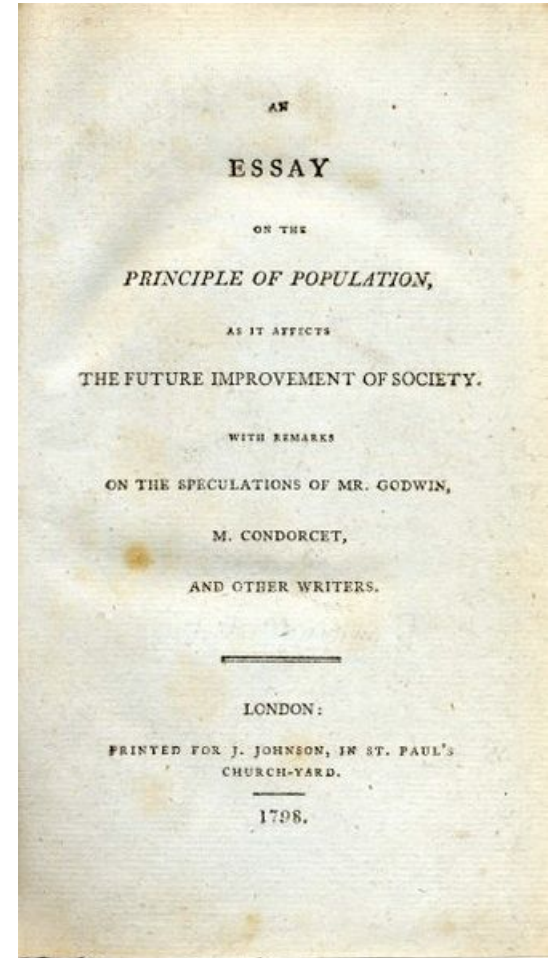 AN
ESSAY
ON THE
PRINCIPLE OF POPULATION,
AS IT AFFECTS
THE FUTURE IMPROVEMENT OF SOCIETY.
WITH REMARKS
ON THE SPECULATIONS OF MR. GODWIN,
M. CONDORCET,
AND OTHER WRITERS.
LONDON:
PRINTED FOR J. JOHNSON, IN ST. PAUL'S
CHURCH-YARD.
1798.